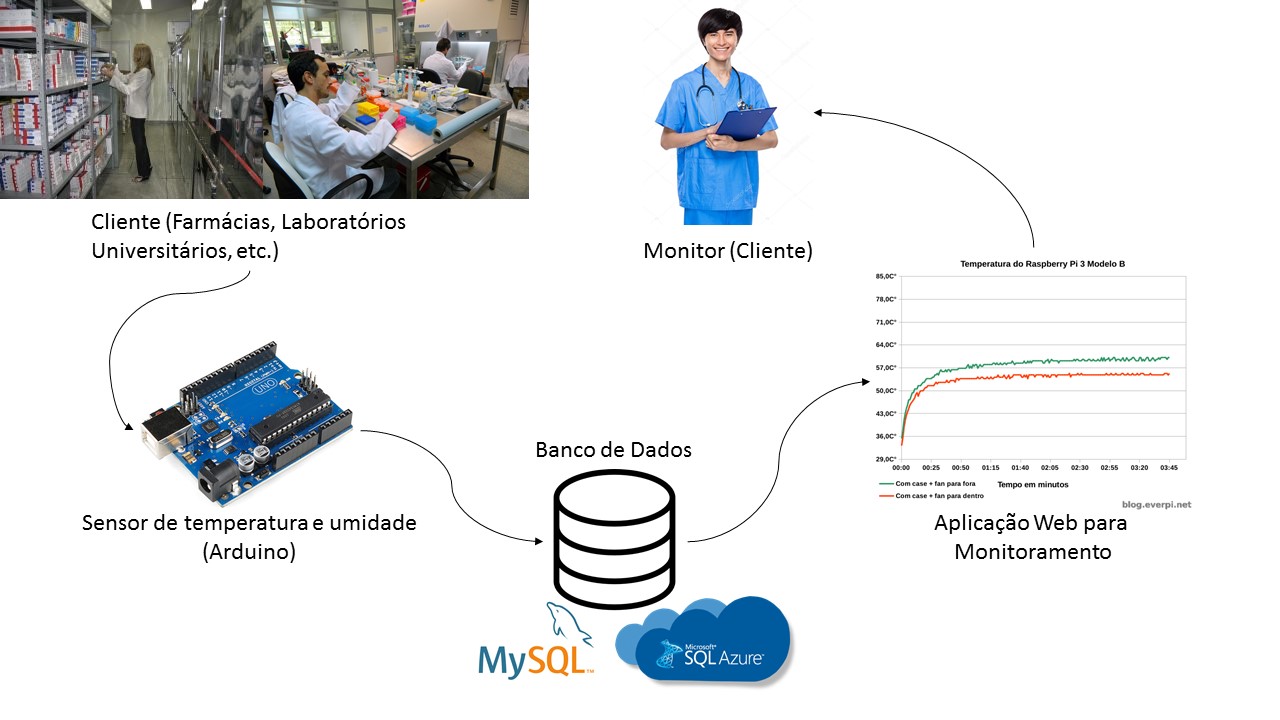 Cliente (Farmácias, Laboratórios
Universitários, etc.)
Monitor (Cliente)
Temperatura do Raspberry Pi 3 Modelo B
85,0C°
78,0C°
71,0C°
64,0C°
57,0C°
50,0C°
43,0C°
36,0C°
29,0C°
00:00 00:25 00:50 01:15 01:40 02:05 02:30 02:55 03:20 03:45
Com case + fan para fora
Tempo em minutos
Com case + fan para dentro
blog.everpi.net
Aplicação Web para
Monitoramento
UNO
Sensor de temperatura e umidade
(Arduino)
Banco de Dados
MySQL™
Microsoft®
SQL Azure™